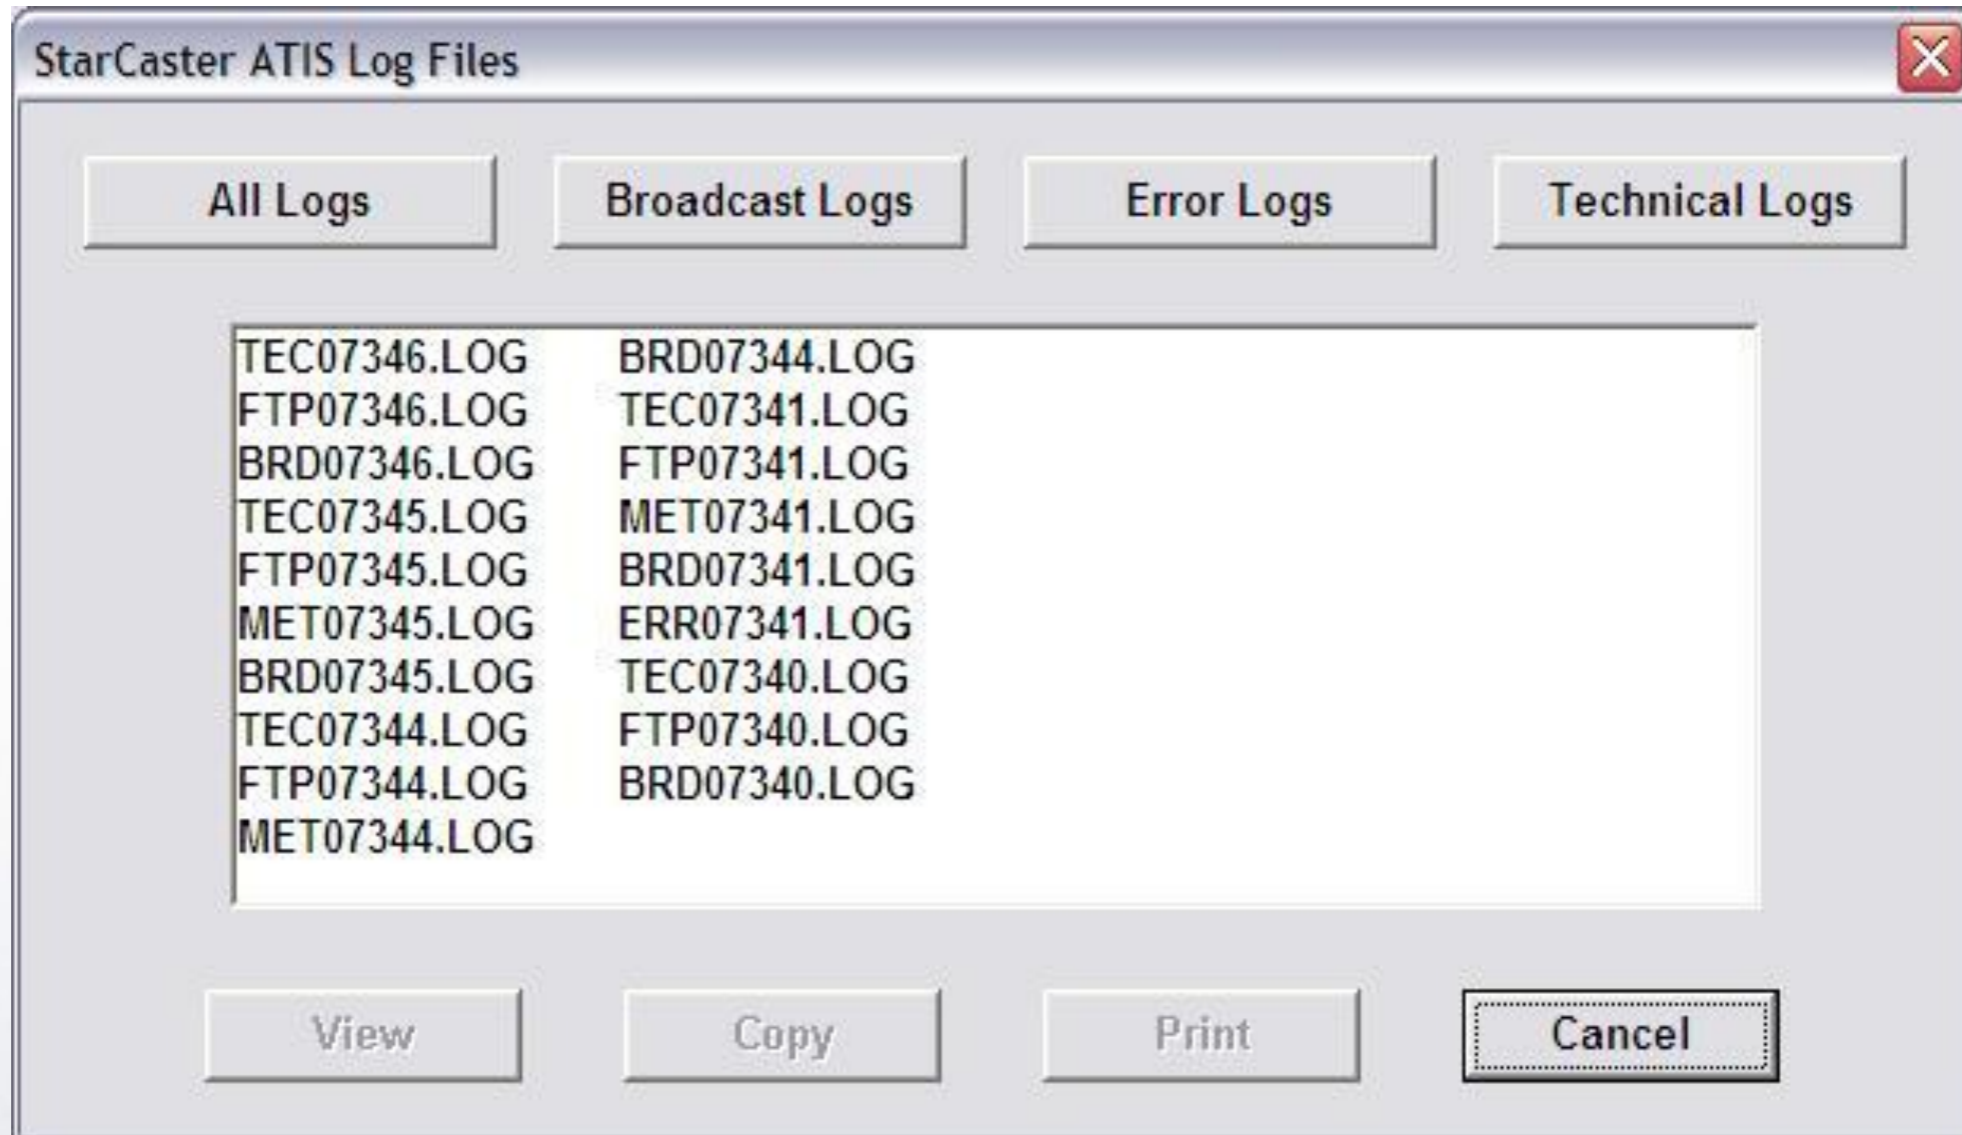 StarCaster ATIS Log Files
All Logs Broadcast Logs Error Logs Technical Logs
TEC07346.LOG BRD07344.LOG
FTP07346.LOG TEC07341.LOG
BRD07346.LOG FTP07341.LOG
TEC07345.LOG MET07341.LOG
FTP07345.LOG BRD07341.LOG
MET07345.LOG ERR07341.LOG
BRD07345.LOG TEC07340.LOG
TEC07344.LOG FTP07340.LOG
FTP07344.LOG BRD07340.LOG
MET07344.LOG
View Copy Print Cancel